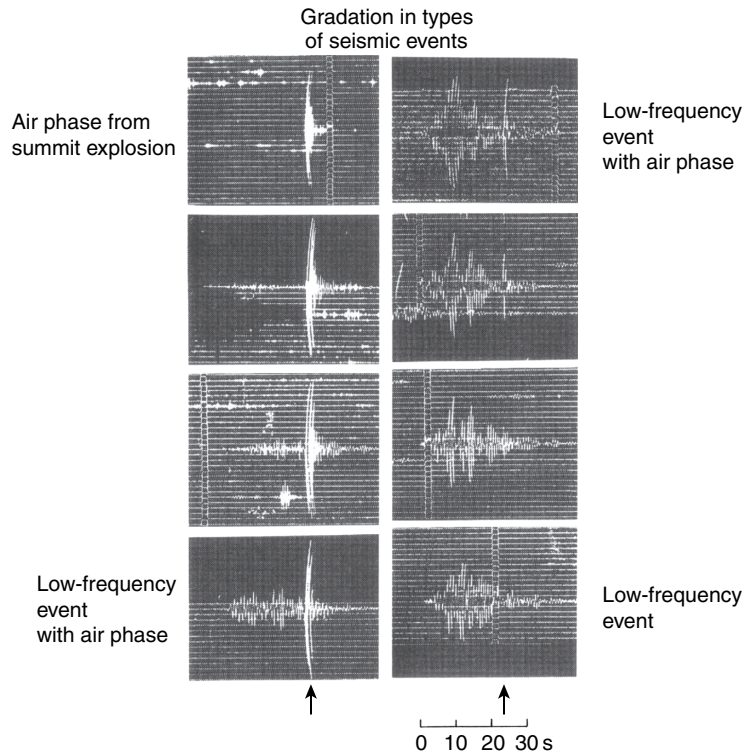 Gradation in types
of seismic events
Air phase from
summit explosion
Low-frequency
event
with air phase
Low-frequency
event
with air phase
Low-frequency
event
0 10 20 30 s